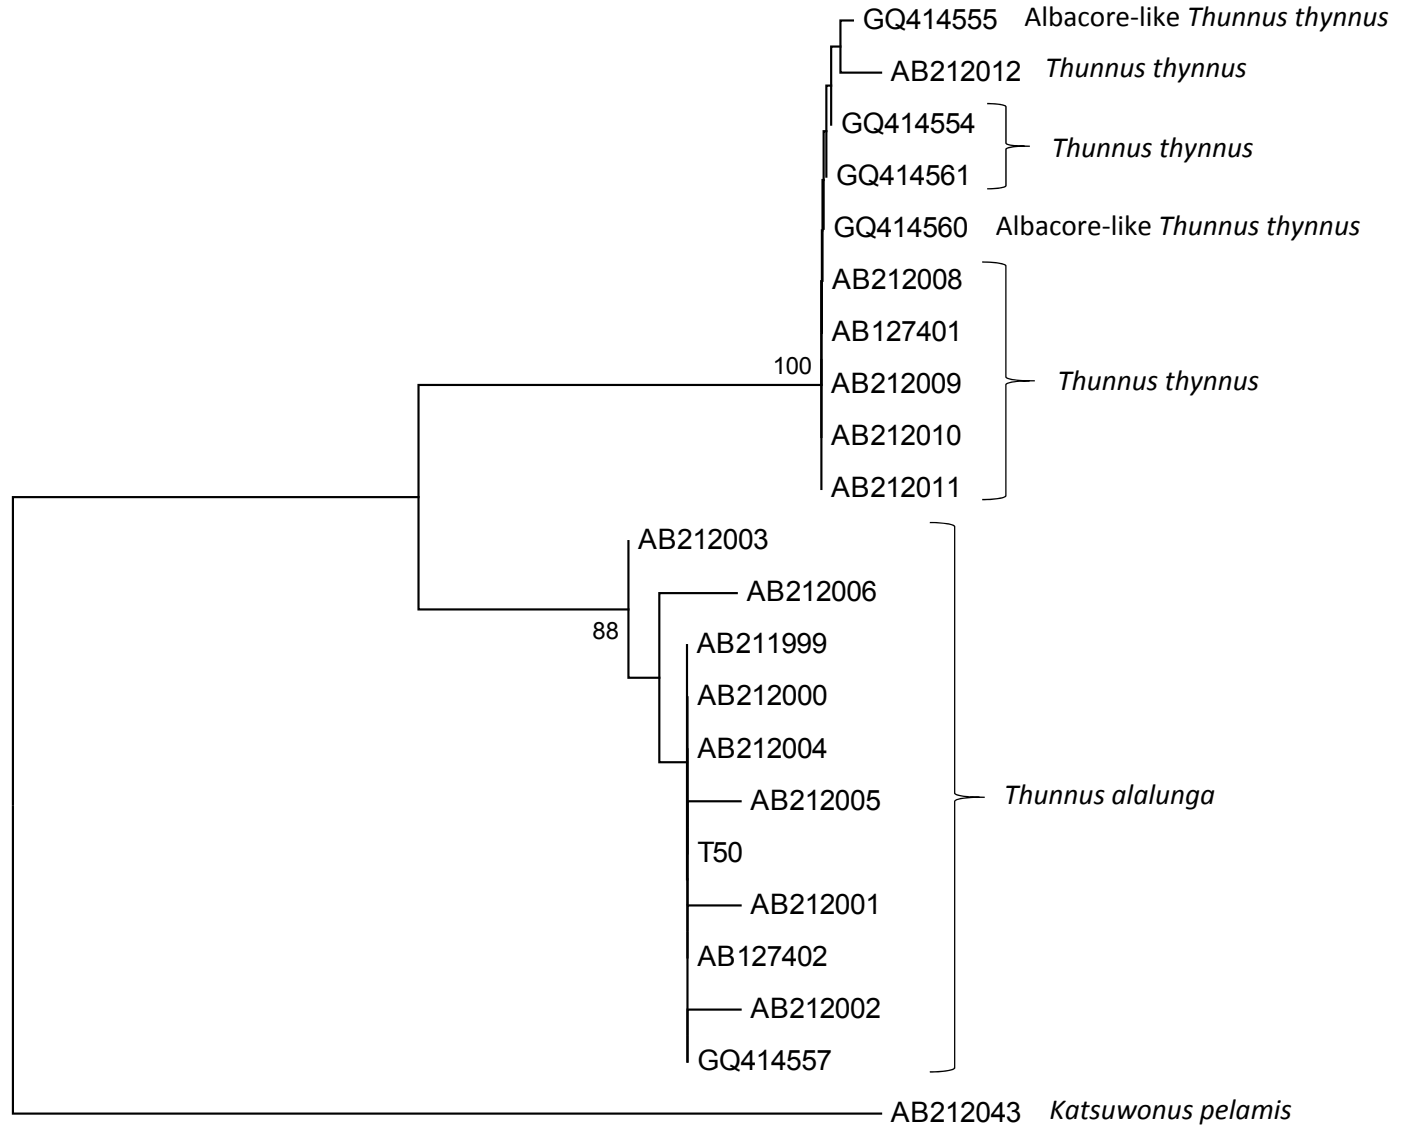 GQ414555 Albacore-like Thunnus thynnus
AB212012 Thunnus thynnus
GQ414554
Thunnus thynnus
GQ414561
GQ414560 Albacore-like Thunnus thynnus
AB212008
AB127401
100
AB212009 Thunnus thynnus
AB212010
AB212011
AB212003
AB212006
88
AB211999
AB212000
AB212004
AB212005 Thunnus alalunga
T50
AB212001
AB127402
AB212002
GQ414557
AB212043 Katsuwonus pelamis